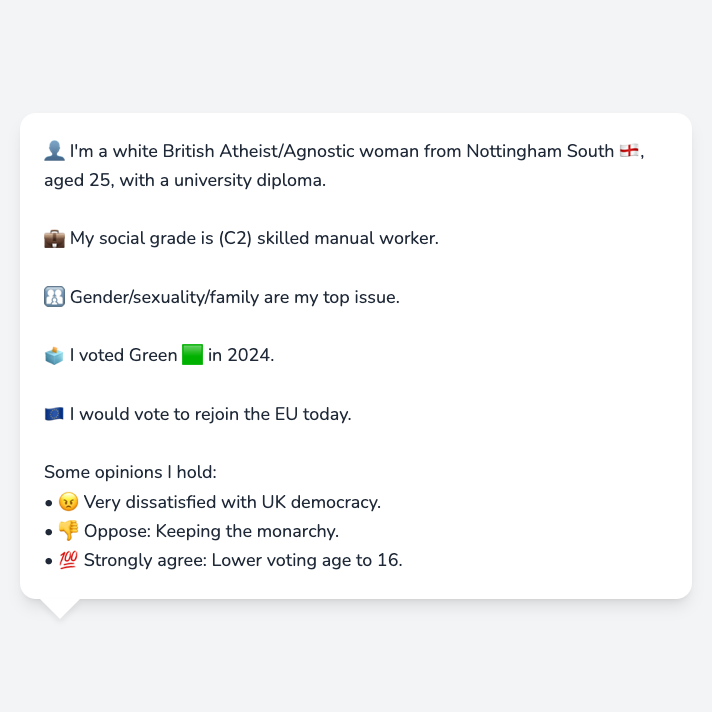 👤 I'm a white British Atheist/Agnostic woman from Nottingham South 🏴󠁧󠁢󠁥󠁮󠁧󠁿,
aged 25, with a university diploma.
💼 My social grade is (C2) skilled manual worker.
🚻 Gender/sexuality/family are my top issue.
🗳️ I voted Green 🟩 in 2024.
🇪🇺 I would vote to rejoin the EU today.
Some opinions I hold:
• 😠 Very dissatisfied with UK democracy.
• 👎 Oppose: Keeping the monarchy.
• 💯 Strongly agree: Lower voting age to 16.